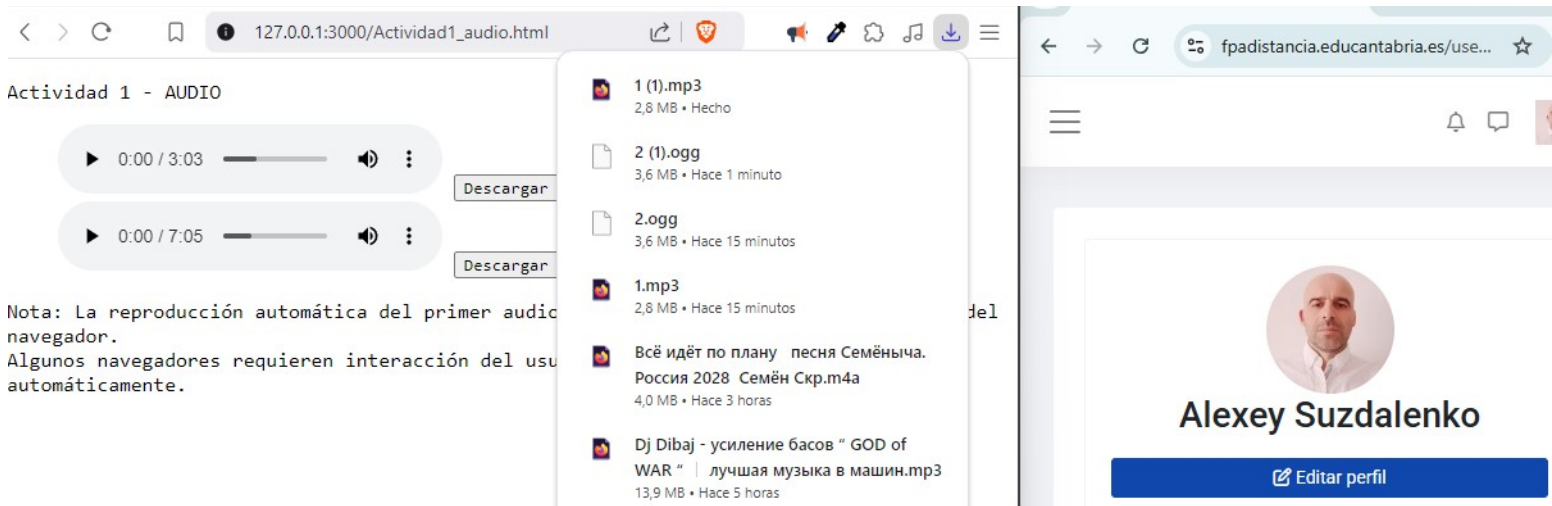 127.0.0.1:3000/Actividad1_audio.html
Actividad 1 - AUDIO
0:00 / 3:03
Descargar
0:00 / 7:05
Descargar
Nota: La reproducción automática del primer audio
del
navegador.
Algunos navegadores requieren interacción del usu
automáticamente.
1 (1).mp3
2,8 MB • Hecho
2 (1).ogg
3,6 MB • Hace 1 minuto
2.ogg
3,6 MB • Hace 15 minutos
1.mp3
2,8 MB • Hace 15 minutos
Всё идёт по плану песня Семёныча.
Россия 2028 Семён Скр.m4a
4,0 MB • Hace 3 horas
Dj Dibaj - усиление басов “ GOD of
WAR “ | лучшая музыка в машин.mp3
13,9 MB • Hace 5 horas
fpadistancia.educantabria.es/use...
Alexey Suzdalenko
Editar perfil